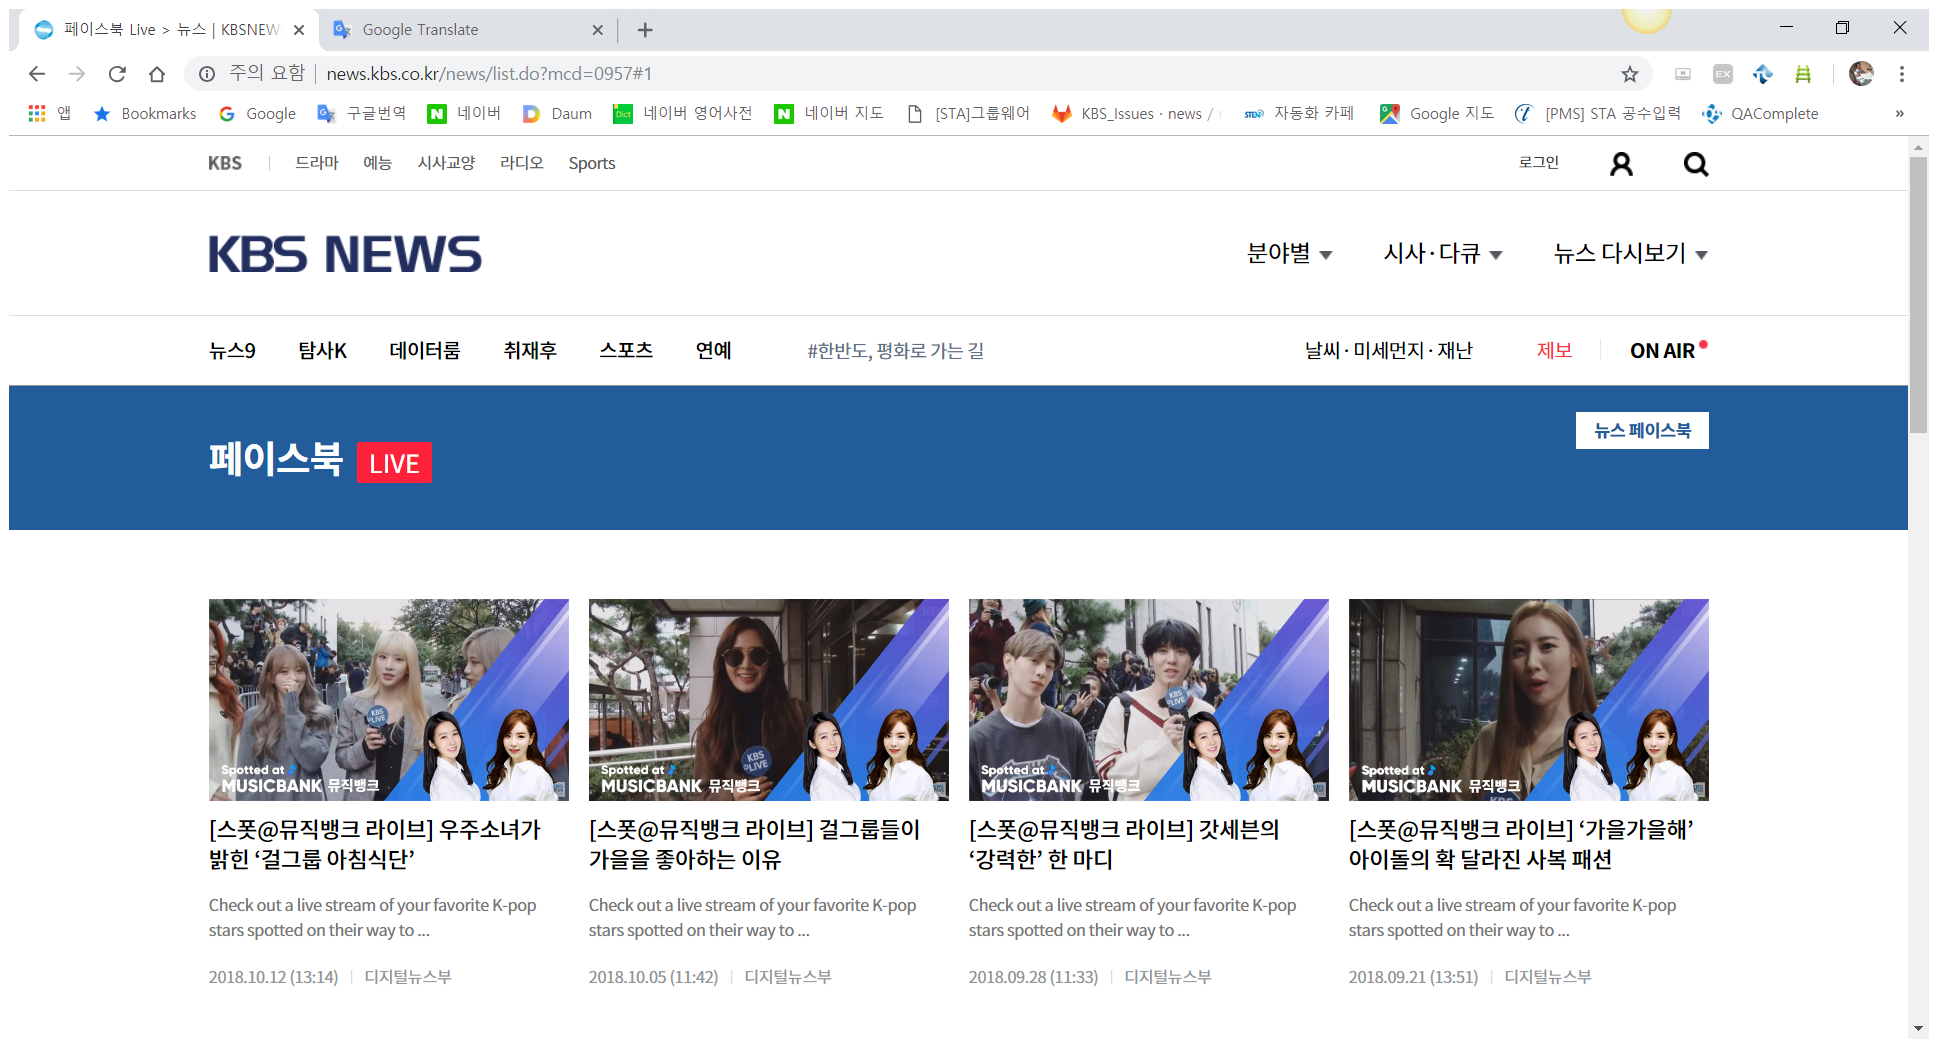 페이스북 Live > 뉴스 | KBSNEW
Google Translate
주의 요함
news.kbs.co.kr/news/list.do?mcd=0957#1
EX
앱
Bookmarks
Google
구글번역
네이버
Daum
Dict 네이버 영어사전
네이버 지도
[STA]그룹웨어
KBS_Issues · news /
STEN 자동화 카페
Google 지도
[PMS] STA 공수입력
QAComplete
»
KBS
드라마
예능
시사교양
라디오
Sports
로그인
KBS NEWS
분야별
시사·다큐
뉴스 다시보기
뉴스9
탐사K
데이터룸
취재후
스포츠
연예
#한반도, 평화로 가는 길
날씨·미세먼지·재난
제보
ON AIR
페이스북 LIVE
뉴스 페이스북
KBS LIVE
Spotted at
MUSICBANK 뮤직뱅크
[스폿@뮤직뱅크 라이브] 우주소녀가
밝힌 ‘걸그룹 아침식단’
Check out a live stream of your favorite K-pop
stars spotted on their way to ...
2018.10.12 (13:14)
디지털뉴스부
KBS LIVE
Spotted at
MUSICBANK 뮤직뱅크
[스폿@뮤직뱅크 라이브] 걸그룹들이
가을을 좋아하는 이유
Check out a live stream of your favorite K-pop
stars spotted on their way to ...
2018.10.05 (11:42)
디지털뉴스부
KBS LIVE
Spotted at
MUSICBANK 뮤직뱅크
[스폿@뮤직뱅크 라이브] 갓세븐의
‘강력한’ 한 마디
Check out a live stream of your favorite K-pop
stars spotted on their way to ...
2018.09.28 (11:33)
디지털뉴스부
KBS
Spotted at
MUSICBANK 뮤직뱅크
[스폿@뮤직뱅크 라이브] ‘가을가을해’
아이돌의 확 달라진 사복 패션
Check out a live stream of your favorite K-pop
stars spotted on their way to ...
2018.09.21 (13:51)
디지털뉴스부